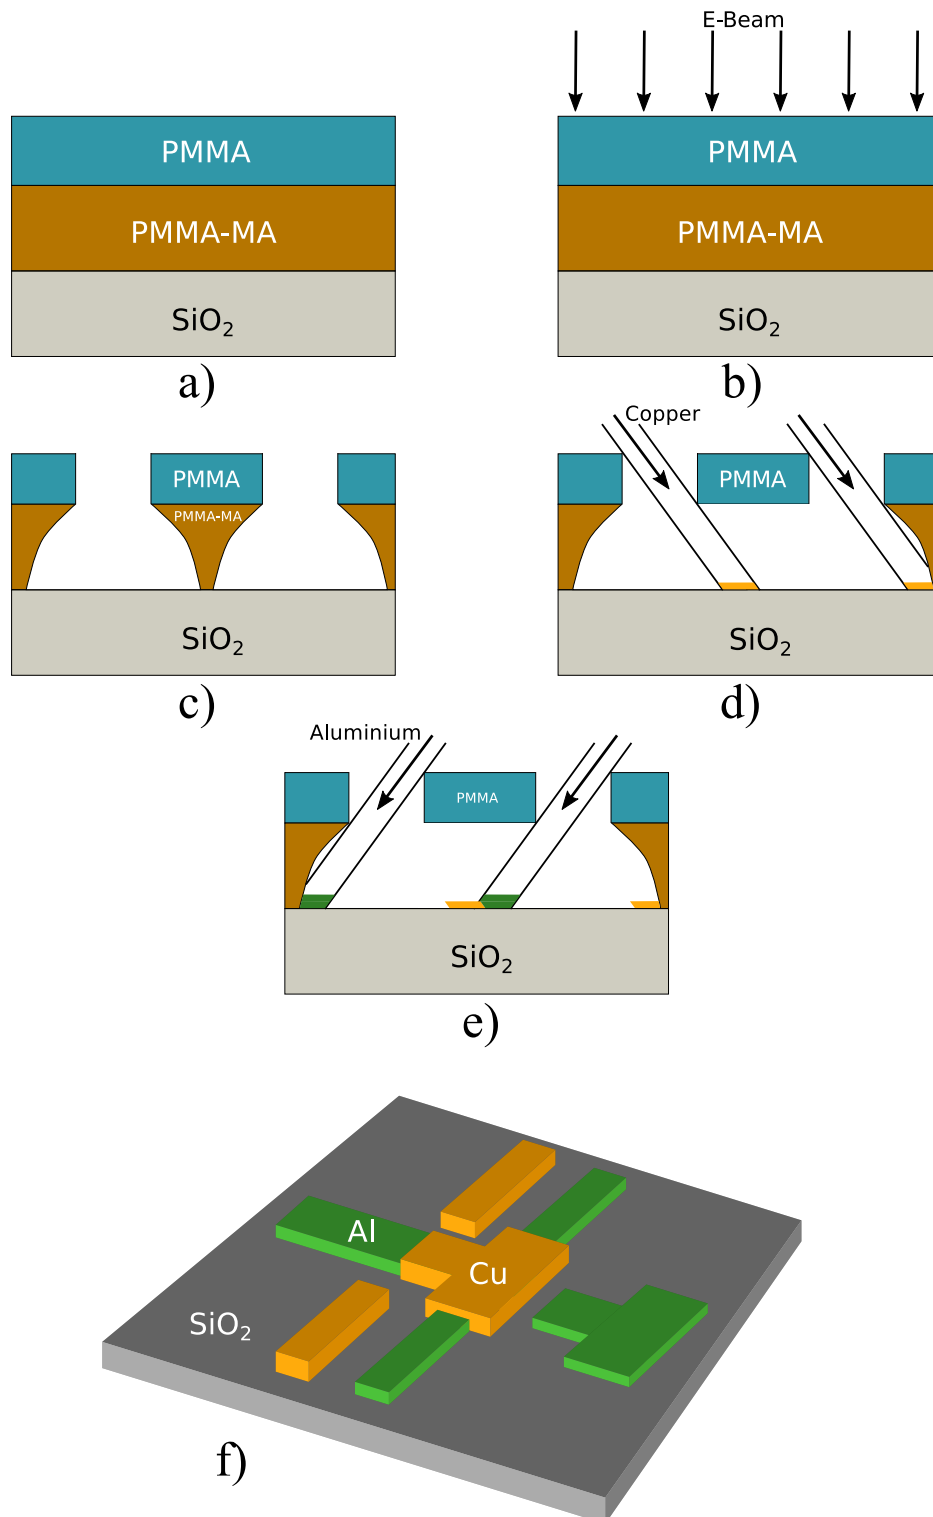 E-Beam
PMMA
PMMA
PMMA-MA
PMMA-MA
SiO₂
SiO₂
a)
b)
Copper
PMMA
PMMA
PMMA-MA
SiO₂
SiO₂
c)
d)
Aluminium
PMMA
SiO₂
e)
Al
Cu
SiO₂
f)